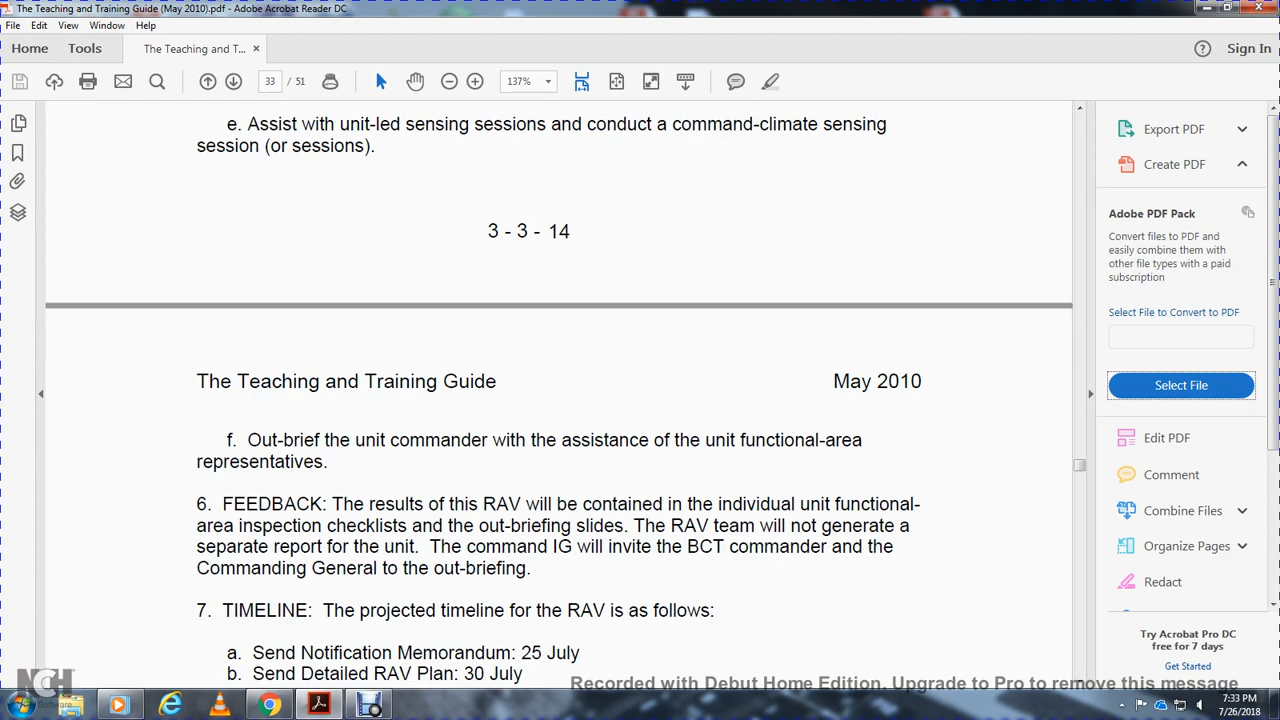 The Teaching and Training Guide (May 2010).pdf - Adobe Acrobat Reader DC
File Edit View Window Help
Home Tools The Teaching and T... × Sign In
33 / 51 137%
e. Assist with unit-led sensing sessions and conduct a command-climate sensing
session (or sessions).
3 - 3 - 14
The Teaching and Training Guide May 2010
f. Out-brief the unit commander with the assistance of the unit functional-area
representatives.
6. FEEDBACK: The results of this RAV will be contained in the individual unit functional-
area inspection checklists and the out-briefing slides. The RAV team will not generate a
separate report for the unit. The command IG will invite the BCT commander and the
Commanding General to the out-briefing.
7. TIMELINE: The projected timeline for the RAV is as follows:
a. Send Notification Memorandum: 25 July
b. Send Detailed RAV Plan: 30 July
Export PDF
Create PDF
Adobe PDF Pack
Convert files to PDF and
easily combine them with
other file types with a paid
subscription
Select File to Convert to PDF
Select File
Edit PDF
Comment
Combine Files
Organize Pages
Redact
Try Acrobat Pro DC
free for 7 days
Get Started
NCH
Software
Recorded with Debut Home Edition. Upgrade to Pro to remove this message
7:33 PM
7/26/2018